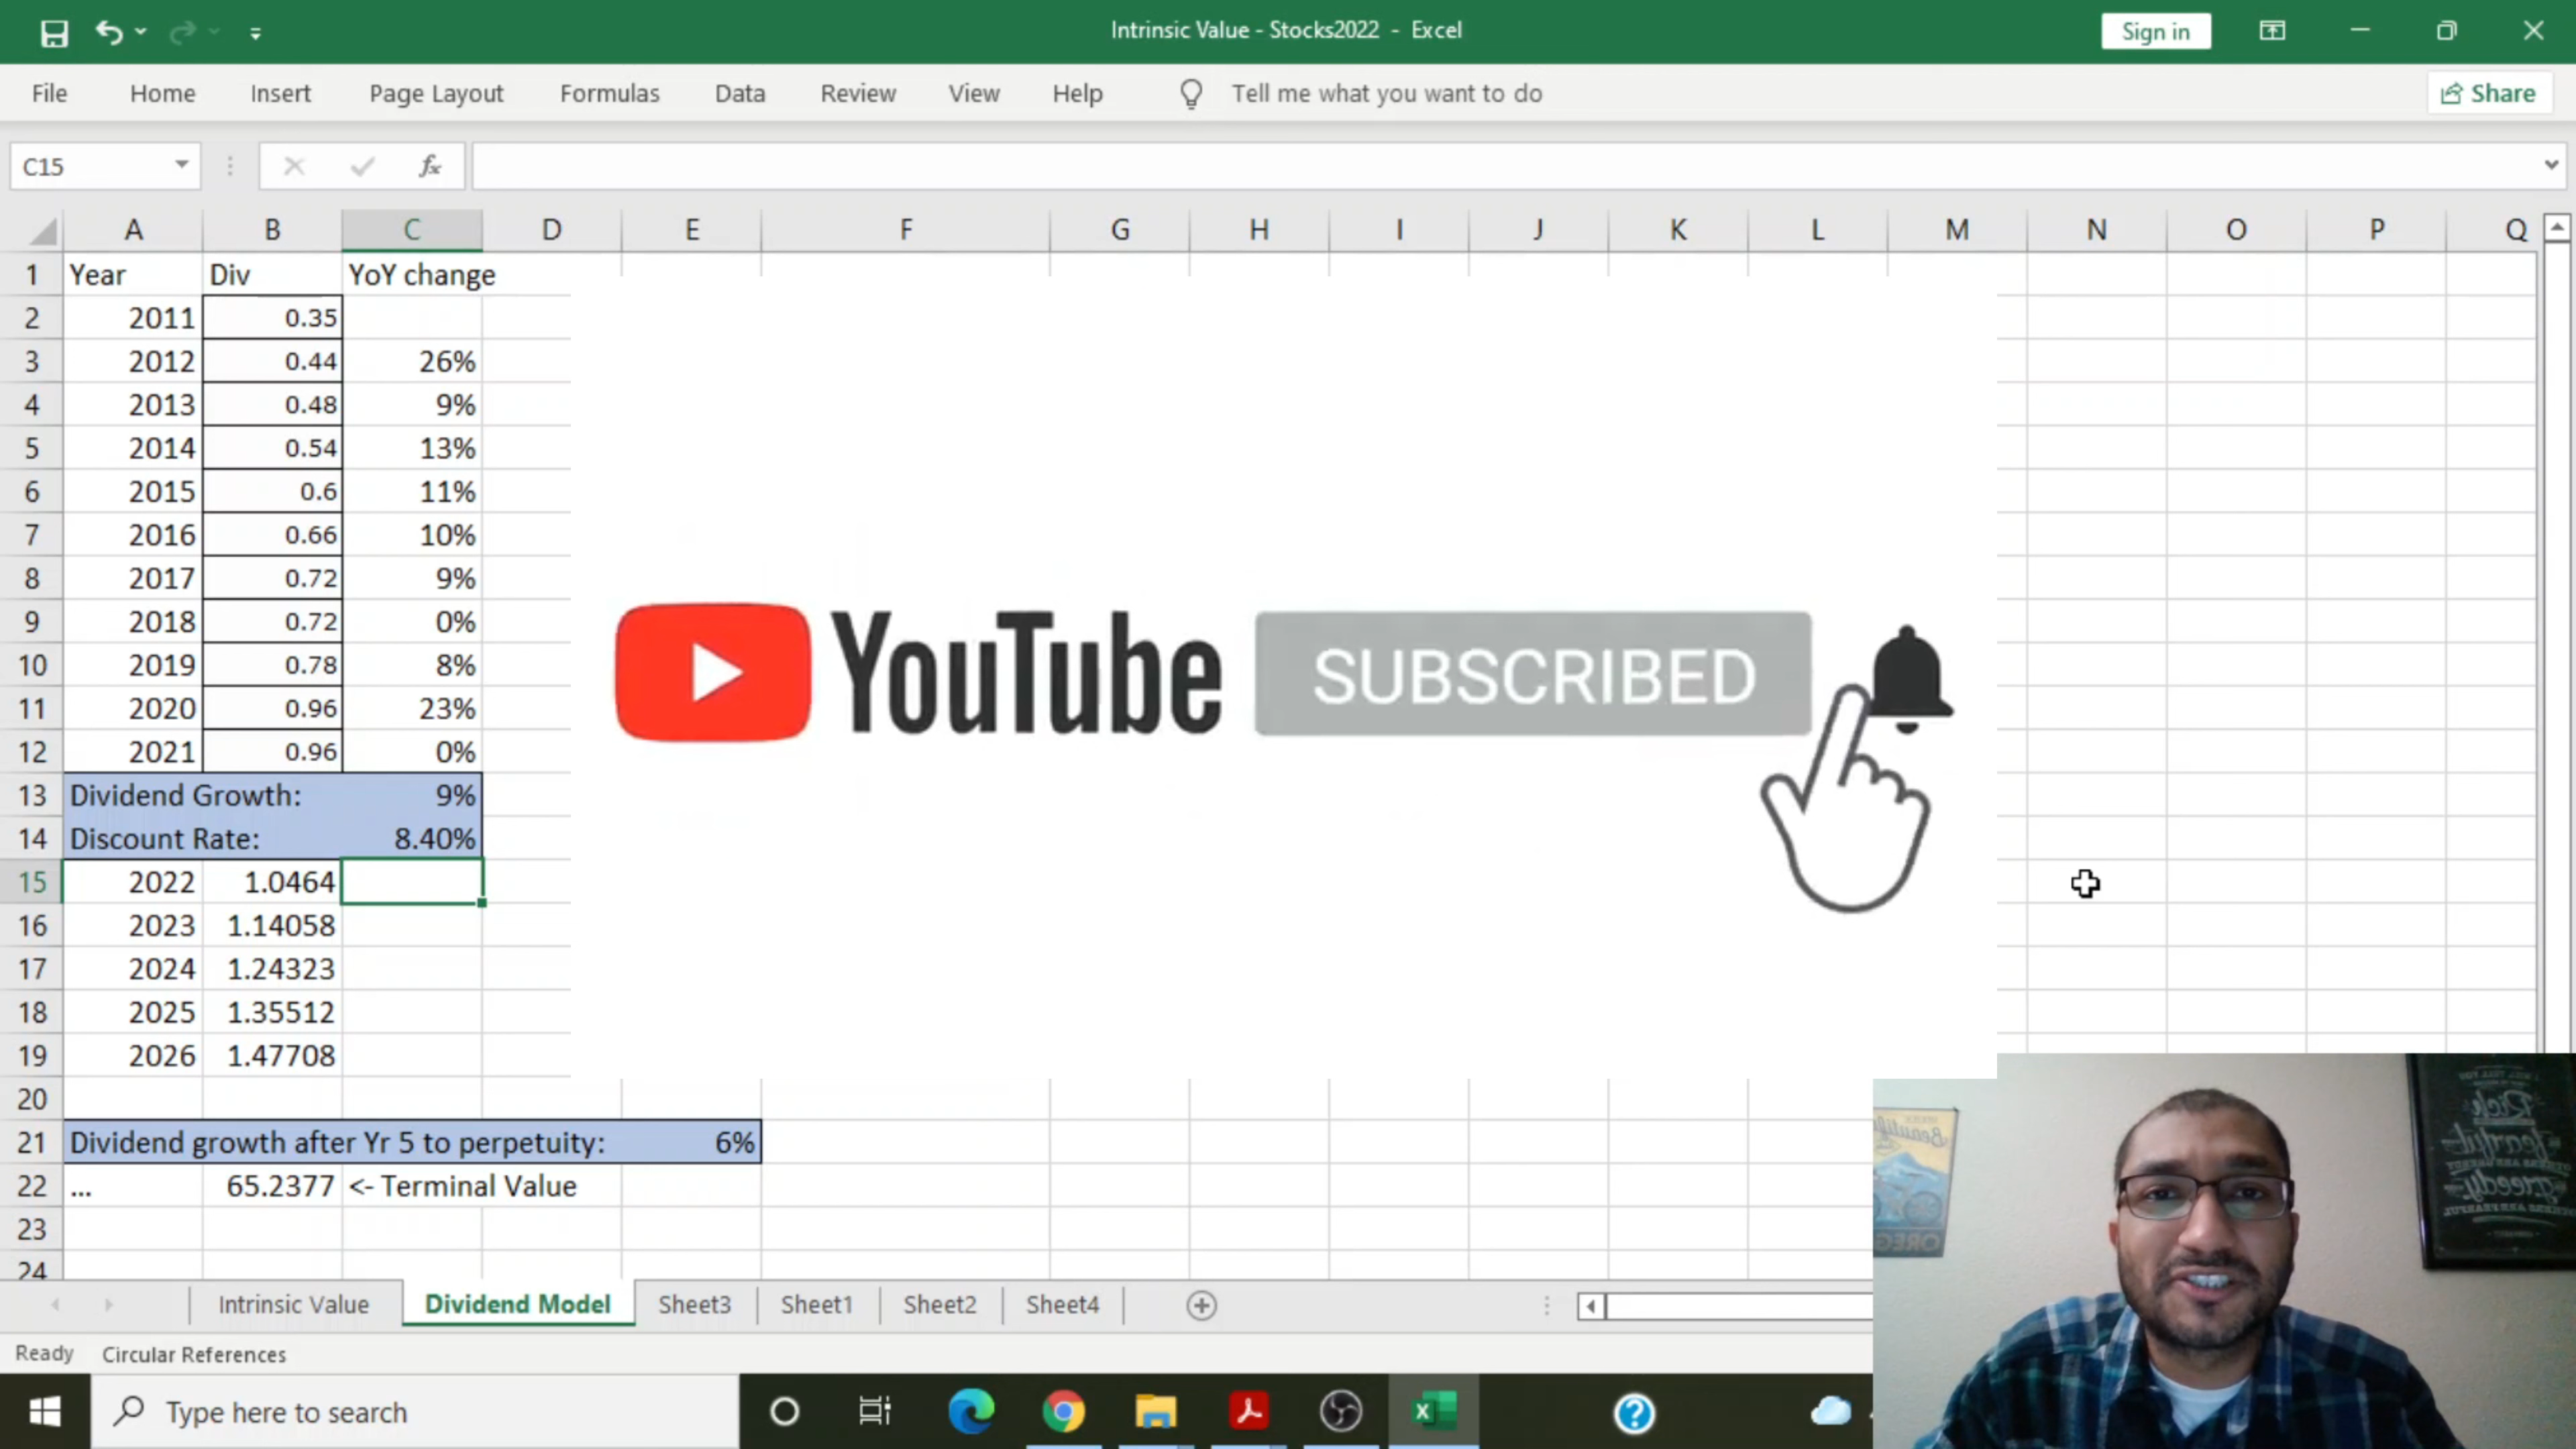 Intrinsic Value - Stocks2022 - Excel
Sign in
File Home Insert Page Layout Formulas Data Review View Help Tell me what you want to do Share
C15 fx
A B C D E F G H I J K L M N O P Q
1 Year Div YoY change
2 2011 0.35
3 2012 0.44 26%
4 2013 0.48 9%
5 2014 0.54 13%
6 2015 0.6 11%
7 2016 0.66 10%
8 2017 0.72 9%
9 2018 0.72 0%
10 2019 0.78 8%
11 2020 0.96 23%
12 2021 0.96 0%
13 Dividend Growth: 9%
14 Discount Rate: 8.40%
15 2022 1.0464
16 2023 1.14058
17 2024 1.24323
18 2025 1.35512
19 2026 1.47708
20
21 Dividend growth after Yr 5 to perpetuity: 6%
22 ... 65.2377 <- Terminal Value
23
24
YouTube SUBSCRIBED
Beautiful
OREG
Rich
fearful
greedy
Intrinsic Value Dividend Model Sheet3 Sheet1 Sheet2 Sheet4
Ready Circular References
Type here to search